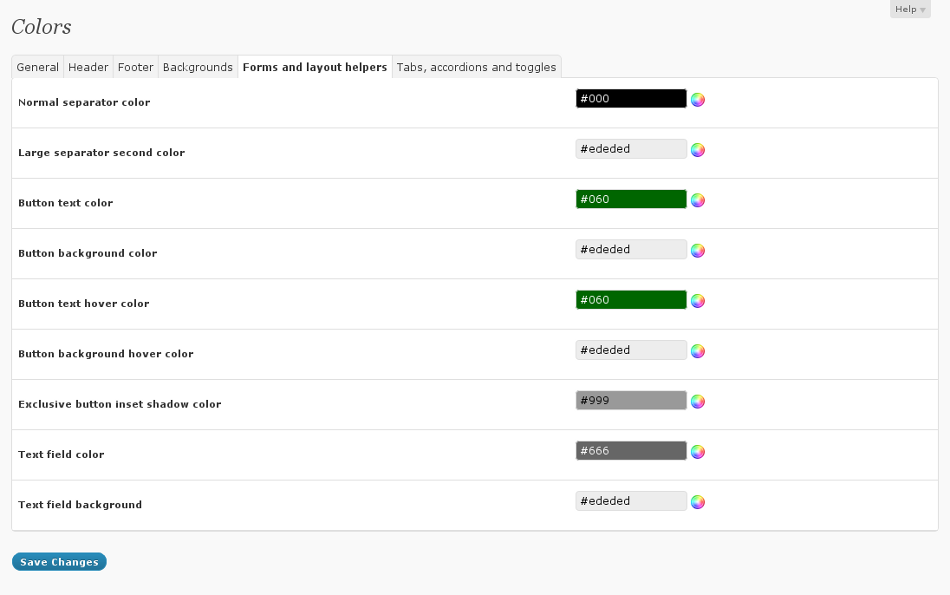 Help
Colors
General Header Footer Backgrounds Forms and layout helpers Tabs, accordions and toggles
Normal separator color #000
Large separator second color #ededed
Button text color #060
Button background color #ededed
Button text hover color #060
Button background hover color #ededed
Exclusive button inset shadow color #999
Text field color #666
Text field background #ededed
Save Changes